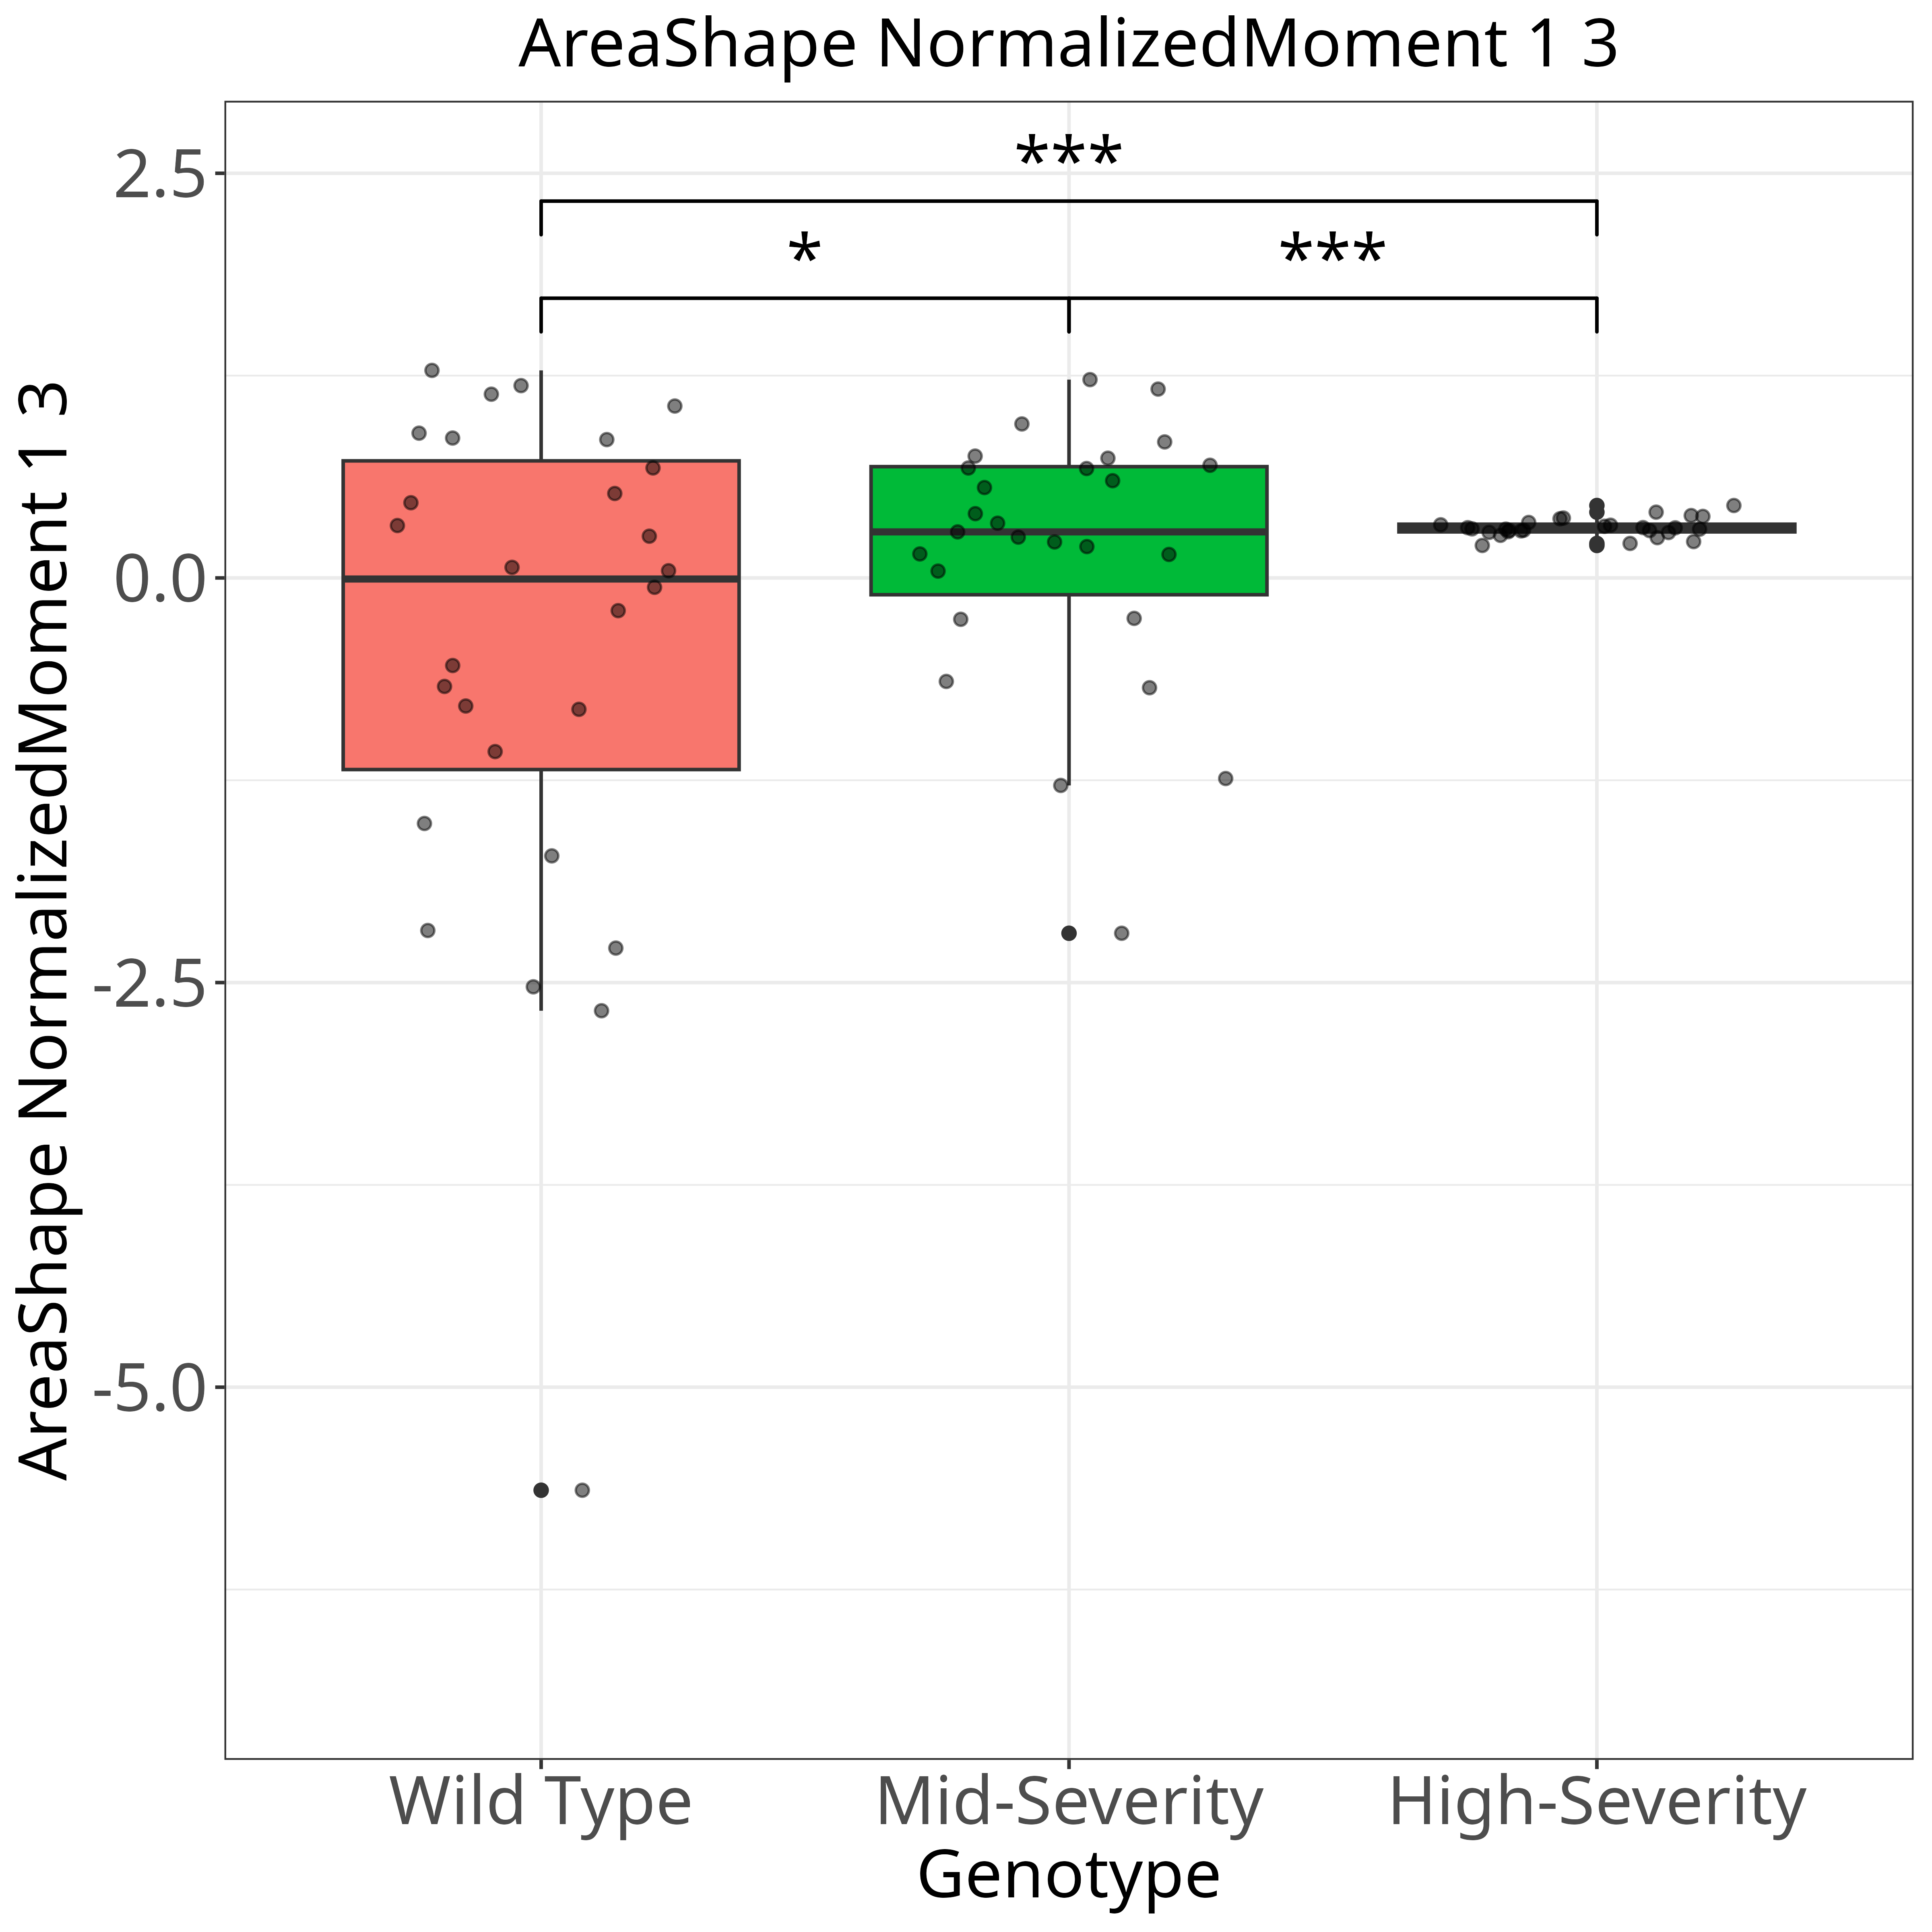 AreaShape NormalizedMoment 1 3
AreaShape NormalizedMoment 1 3
2.5
0.0
-2.5
-5.0
***
*
***
Wild Type
Mid-Severity
High-Severity
Genotype